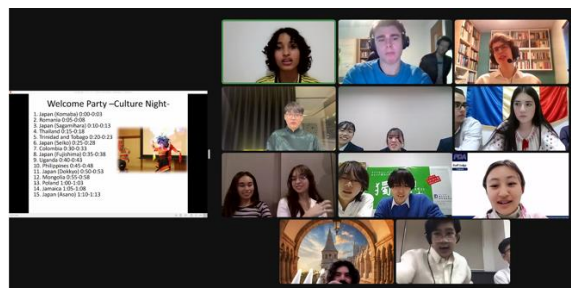 Welcome Party –Culture Night-
1. Japan (Komaba) 0:00-0:03
2. Romania 0:05-0:08
3. Japan (Sagamihara) 0:10-0:13
4. Thailand 0:15-0:18
5. Trinidad and Tobago 0:20-0:23
6. Japan (Seiko) 0:25-0:28
7. Colombia 0:30-0:33
8. Japan (Fujishima) 0:35-0:38
9. Uganda 0:40-0:43
10. Philippines 0:45-0:48
11. Japan (Dokkyo) 0:50-0:53
12. Mongolia 0:55-0:58
13. Poland 1:00-1:03
14. Jamaica 1:05-1:08
15. Japan (Asano) 1:10-1:13
PDA